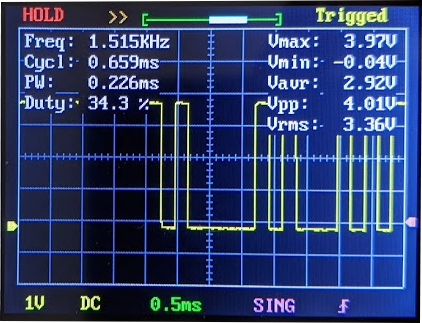 HOLD >> Trigged
Freq: 1.515KHz Vmax: 3.97V
Cycl: 0.659ms Vmin: -0.04V
PW: 0.226ms Vavr: 2.92V
Duty: 34.3 % Vpp: 4.01V
Vrms: 3.36V
1V DC 0.5ms SING